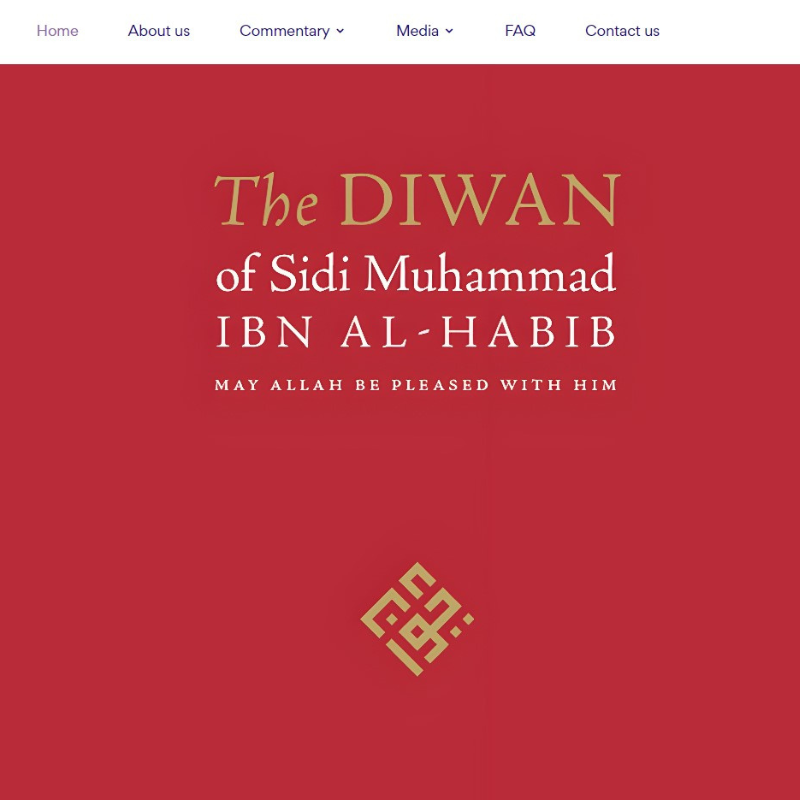 Home About us Commentary Media FAQ Contact us
The DIWAN
of Sidi Muhammad
IBN AL-HABIB
MAY ALLAH BE PLEASED WITH HIM